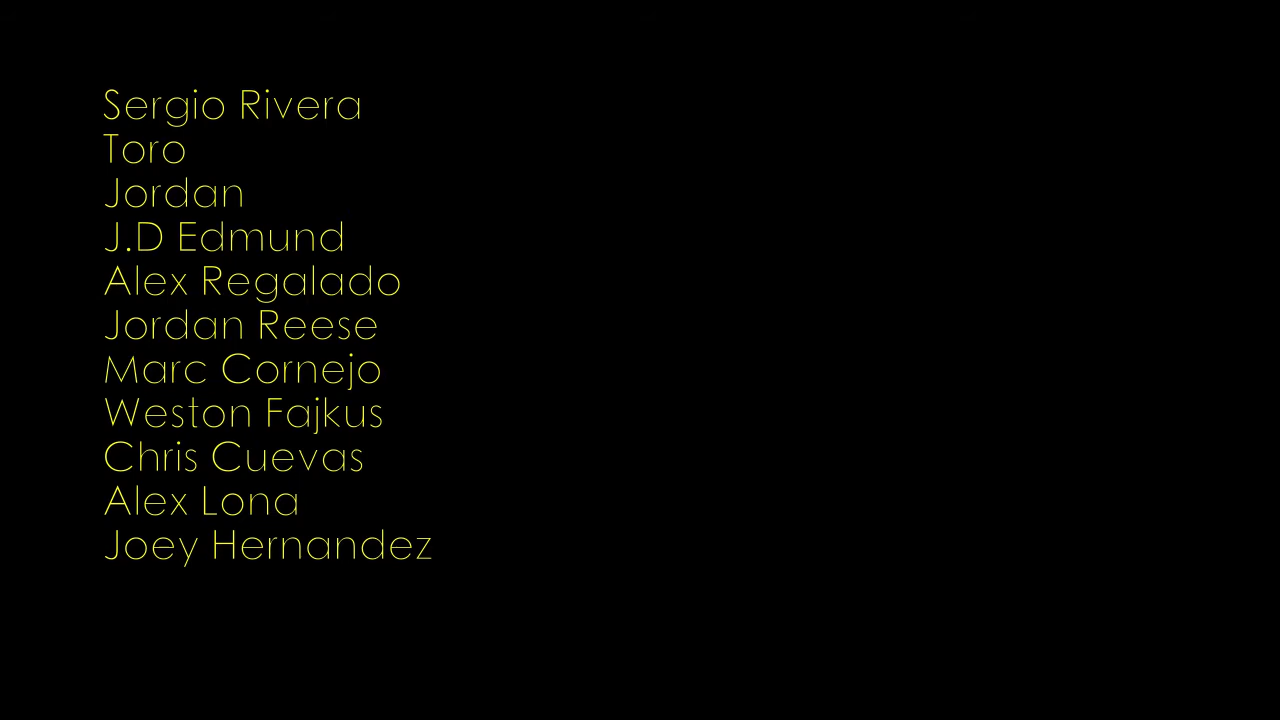 Sergio Rivera
Toro
Jordan
J.D Edmund
Alex Regalado
Jordan Reese
Marc Cornejo
Weston Fajkus
Chris Cuevas
Alex Lona
Joey Hernandez